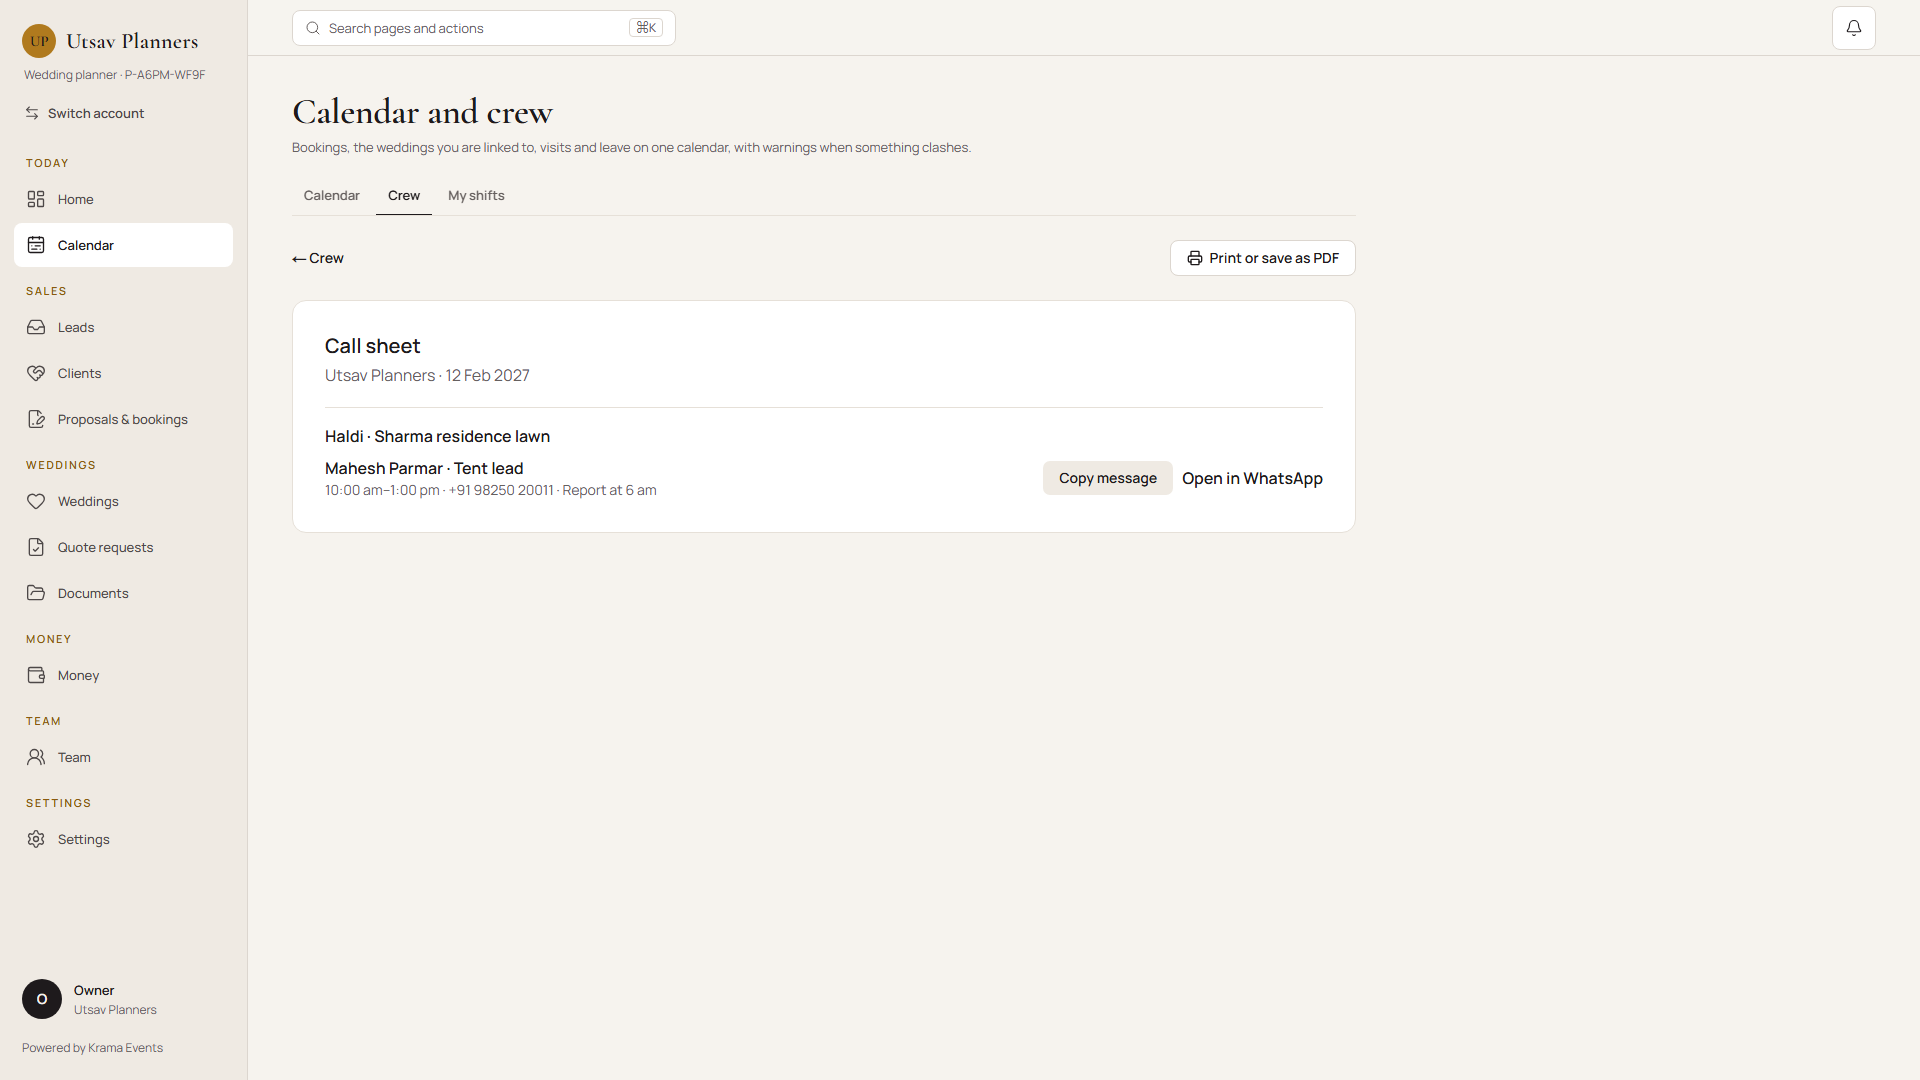 UP Utsav Planners
Wedding planner · P-A6PM-WF9F
Switch account
TODAY
Home
Calendar
SALES
Leads
Clients
Proposals & bookings
WEDDINGS
Weddings
Quote requests
Documents
MONEY
Money
TEAM
Team
SETTINGS
Settings
O
Owner
Utsav Planners
Powered by Krama Events
Search pages and actions ⌘K
Calendar and crew
Bookings, the weddings you are linked to, visits and leave on one calendar, with warnings when something clashes.
Calendar Crew My shifts
← Crew
Print or save as PDF
Call sheet
Utsav Planners · 12 Feb 2027
Haldi · Sharma residence lawn
Mahesh Parmar · Tent lead
10:00 am–1:00 pm · +91 98250 20011 · Report at 6 am
Copy message Open in WhatsApp